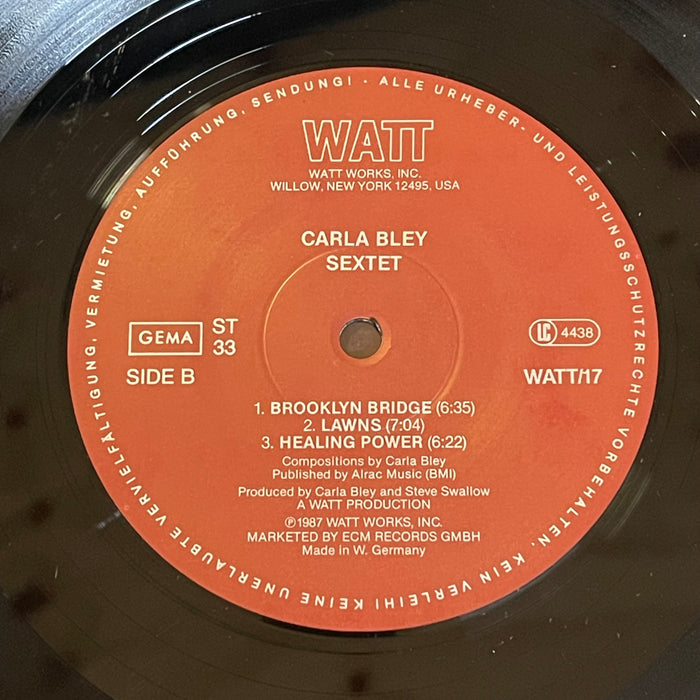 WATT
WATT WORKS, INC.
WILLOW, NEW YORK 12495, USA
CARLA BLEY
SEXTET
GEMA
ST
33
LC 4438
SIDE B
WATT/17
1. BROOKLYN BRIDGE (6:35)
2. LAWNS (7:04)
3. HEALING POWER (6:22)
Compositions by Carla Bley
Published by Alrac Music (BMI)
Produced by Carla Bley and Steve Swallow
A WATT PRODUCTION
℗1987 WATT WORKS, INC.
MARKETED BY ECM RECORDS GMBH
Made in W. Germany
ALLE URHEBER- UND LEISTUNGSSCHUTZRECHTE VORBEHALTEN. KEIN VERLEIH! KEINE UNERLAUBTE VERVIELFÄLTIGUNG, VERMIETUNG, AUFFÜHRUNG, SENDUNG! ·